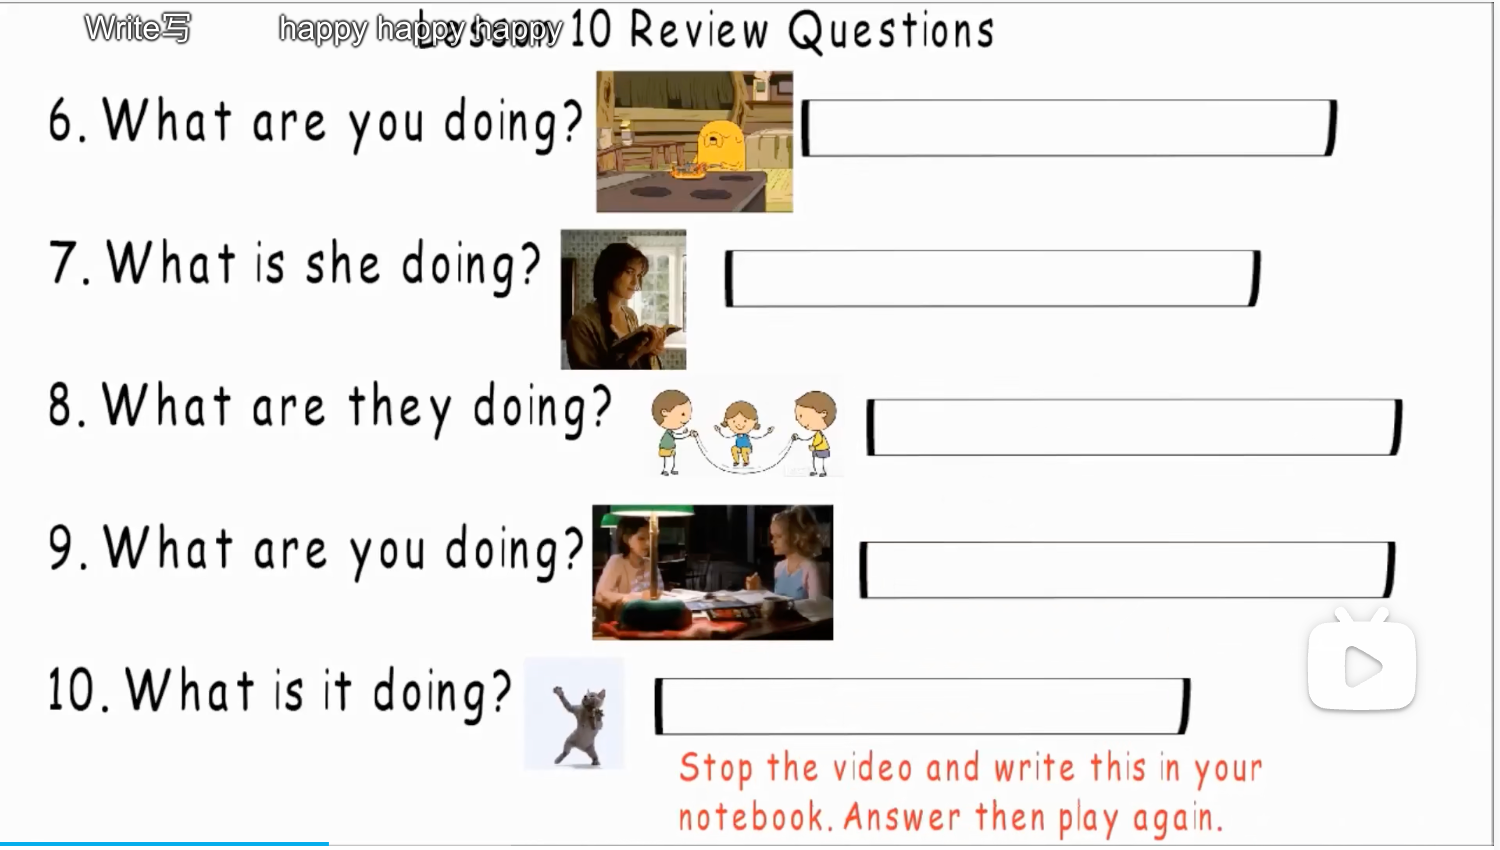 Write写 happy happy happy
Lesson 10 Review Questions
6. What are you doing?
7. What is she doing?
8. What are they doing?
9. What are you doing?
10. What is it doing?
Stop the video and write this in your
notebook. Answer then play again.